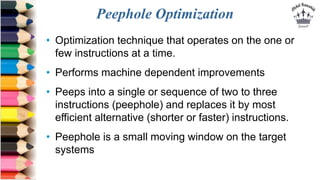 Peephole Optimization
• Optimization technique that operates on the one or
few instructions at a time.
• Performs machine dependent improvements
• Peeps into a single or sequence of two to three
instructions (peephole) and replaces it by most
efficient alternative (shorter or faster) instructions.
• Peephole is a small moving window on the target
systems